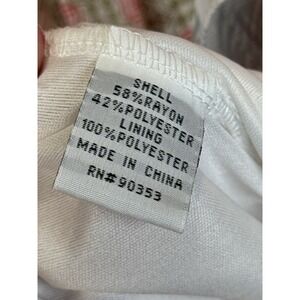 SHELL
58%RAYON
42%POLYESTER
LINING
100%POLYESTER
MADE IN CHINA
RN#90353